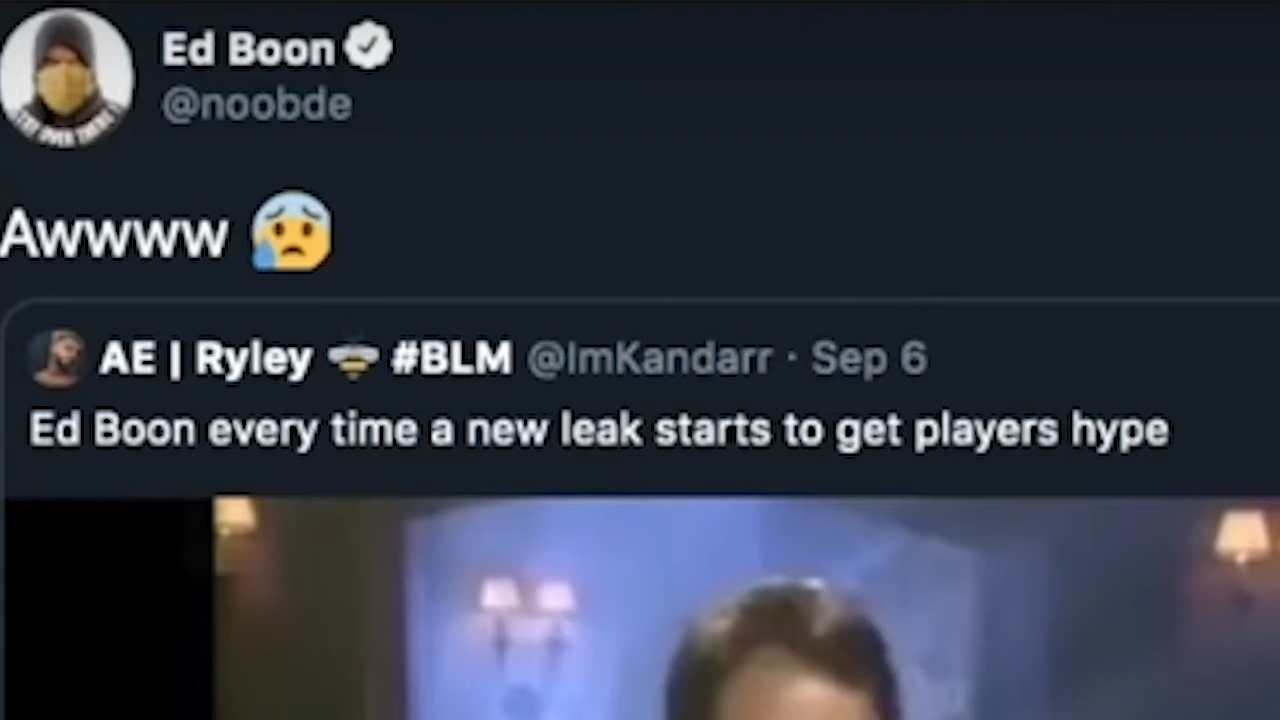 Ed Boon
@noobde
Awwww 😰
AE | Ryley 🐝 #BLM @ImKandarr · Sep 6
Ed Boon every time a new leak starts to get players hype